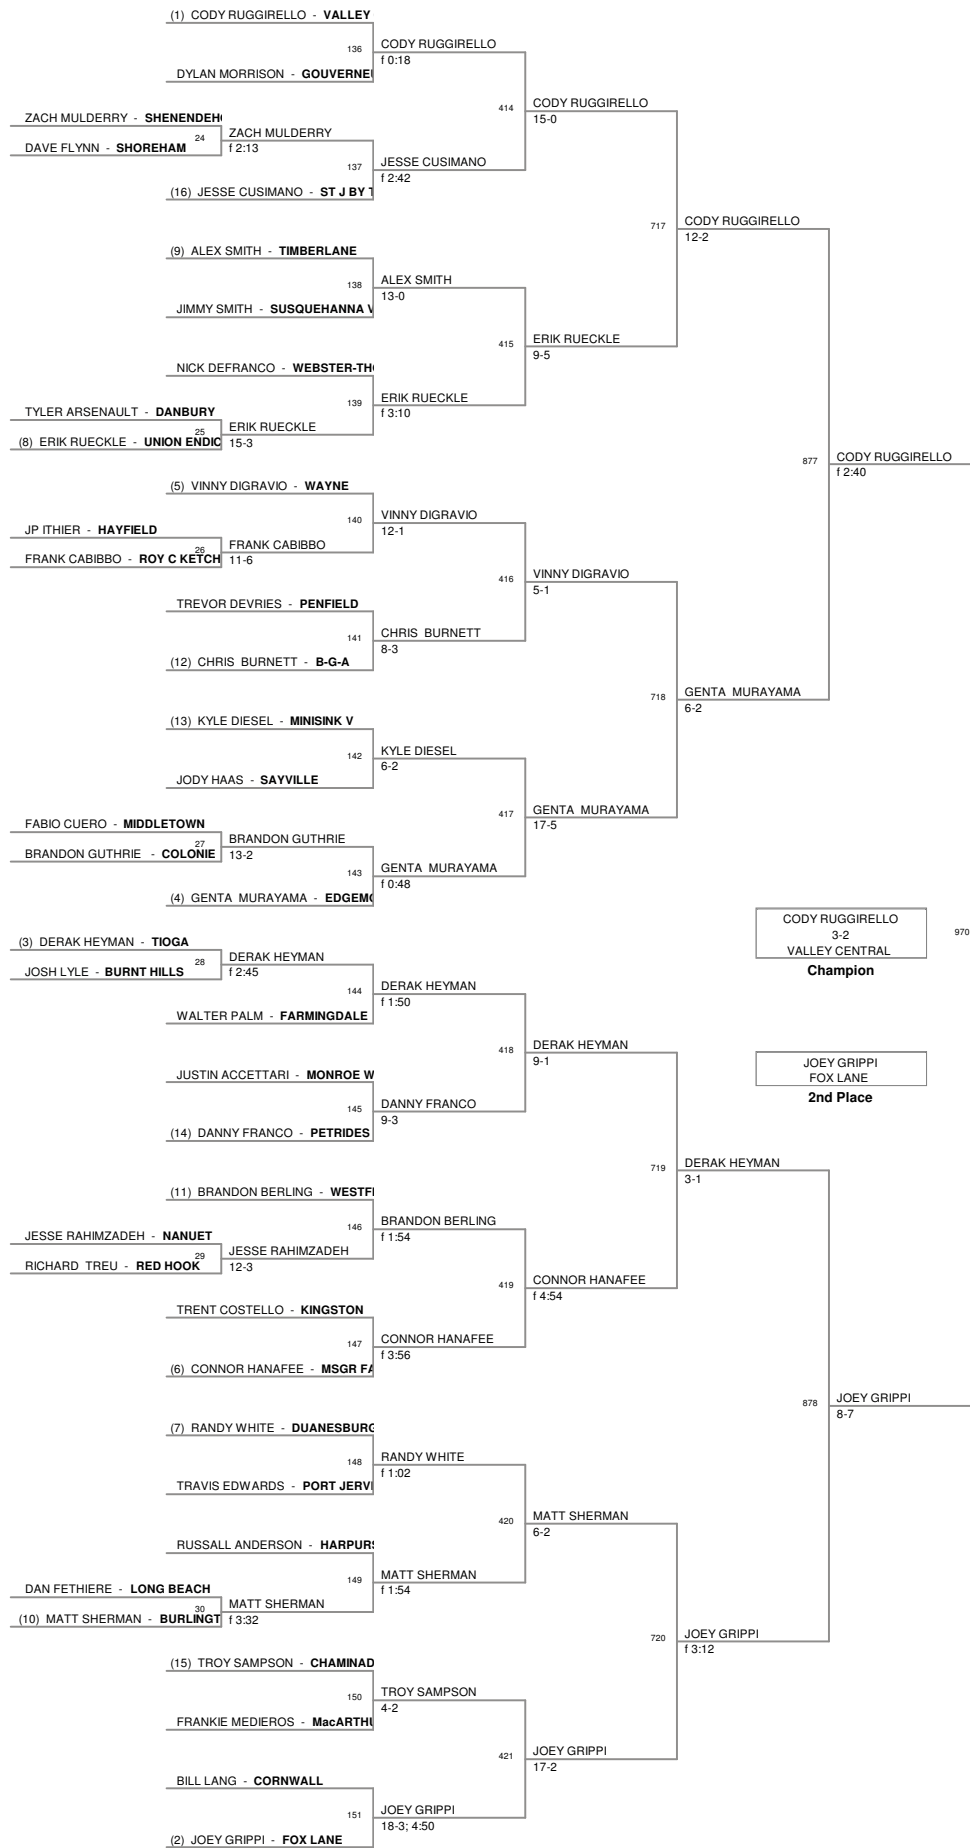 (1) CODY RUGGIRELLO - VALLEY
136
CODY RUGGIRELLO
f 0:18
DYLAN MORRISON - GOUVERNE
414
CODY RUGGIRELLO
15-0
ZACH MULDERRY - SHENENDEH
24
ZACH MULDERRY
f 2:13
DAVE FLYNN - SHOREHAM
137
JESSE CUSIMANO
f 2:42
(16) JESSE CUSIMANO - ST J BY T
717
CODY RUGGIRELLO
12-2
(9) ALEX SMITH - TIMBERLANE
138
ALEX SMITH
13-0
JIMMY SMITH - SUSQUEHANNA V
415
ERIK RUECKLE
9-5
NICK DEFRANCO - WEBSTER-TH
139
ERIK RUECKLE
f 3:10
TYLER ARSENAULT - DANBURY
25
ERIK RUECKLE
15-3
(8) ERIK RUECKLE - UNION ENDIC
877
CODY RUGGIRELLO
f 2:40
(5) VINNY DIGRAVIO - WAYNE
140
VINNY DIGRAVIO
12-1
JP ITHIER - HAYFIELD
26
FRANK CABIBBO
11-6
FRANK CABIBBO - ROY C KETCH
416
VINNY DIGRAVIO
5-1
TREVOR DEVRIES - PENFIELD
141
CHRIS BURNETT
8-3
(12) CHRIS BURNETT - B-G-A
718
GENTA MURAYAMA
6-2
(13) KYLE DIESEL - MINISINK V
142
KYLE DIESEL
6-2
JODY HAAS - SAYVILLE
417
GENTA MURAYAMA
17-5
FABIO CUERO - MIDDLETOWN
27
BRANDON GUTHRIE
13-2
BRANDON GUTHRIE - COLONIE
143
GENTA MURAYAMA
f 0:48
(4) GENTA MURAYAMA - EDGEM
CODY RUGGIRELLO
3-2
VALLEY CENTRAL
970
Champion
(3) DERAK HEYMAN - TIOGA
28
DERAK HEYMAN
f 2:45
JOSH LYLE - BURNT HILLS
144
DERAK HEYMAN
f 1:50
WALTER PALM - FARMINGDALE
418
DERAK HEYMAN
9-1
JOEY GRIPPI
FOX LANE
2nd Place
JUSTIN ACCETTARI - MONROE W
145
DANNY FRANCO
9-3
(14) DANNY FRANCO - PETRIDES
719
DERAK HEYMAN
3-1
(11) BRANDON BERLING - WESTF
146
BRANDON BERLING
f 1:54
JESSE RAHIMZADEH - NANUET
29
JESSE RAHIMZADEH
12-3
RICHARD TREU - RED HOOK
419
CONNOR HANAFEE
f 4:54
TRENT COSTELLO - KINGSTON
147
CONNOR HANAFEE
f 3:56
(6) CONNOR HANAFEE - MSGR FA
878
JOEY GRIPPI
8-7
(7) RANDY WHITE - DUANESBURG
148
RANDY WHITE
f 1:02
TRAVIS EDWARDS - PORT JERVI
420
MATT SHERMAN
6-2
RUSSALL ANDERSON - HARPURS
149
MATT SHERMAN
f 1:54
DAN FETHIERE - LONG BEACH
30
MATT SHERMAN
f 3:32
(10) MATT SHERMAN - BURLINGT
720
JOEY GRIPPI
f 3:12
(15) TROY SAMPSON - CHAMINAD
150
TROY SAMPSON
4-2
FRANKIE MEDIEROS - MacARTHU
421
JOEY GRIPPI
17-2
BILL LANG - CORNWALL
151
JOEY GRIPPI
18-3; 4:50
(2) JOEY GRIPPI - FOX LANE